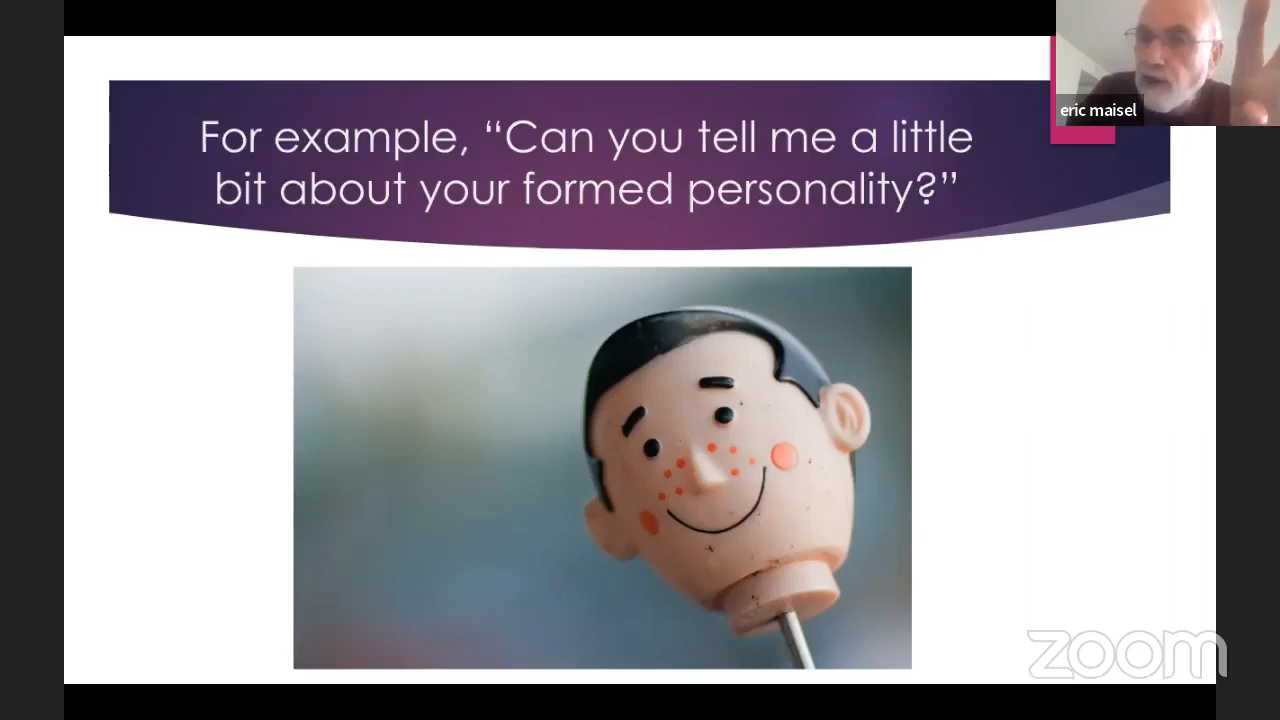 For example, “Can you tell me a little
bit about your formed personality?”
eric maisel
zoom